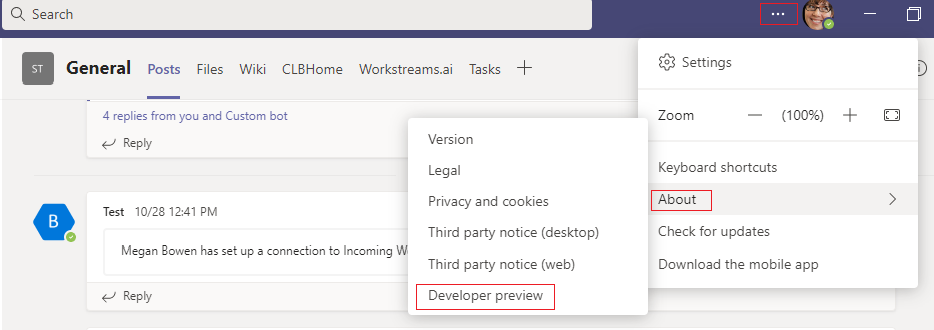 Search
...
ST General Posts Files Wiki CLBHome Workstreams.ai Tasks
4 replies from you and Custom bot
Reply
B
Test 10/28 12:41 PM
Megan Bowen has set up a connection to Incoming
Reply
Settings
Zoom (100%)
Keyboard shortcuts
About
Check for updates
Download the mobile app
Version
Legal
Privacy and cookies
Third party notice (desktop)
Third party notice (web)
Developer preview